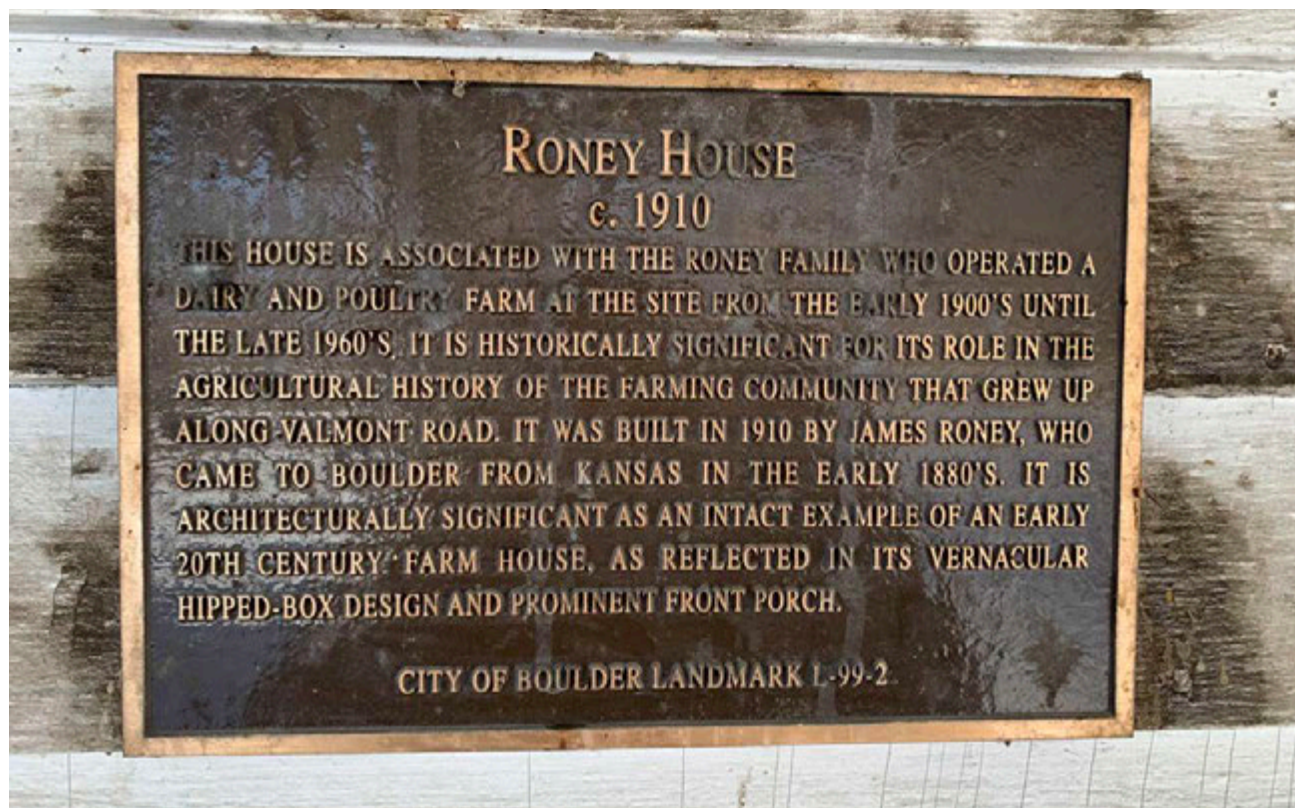 RONEY HOUSE
c. 1910
THIS HOUSE IS ASSOCIATED WITH THE RONEY FAMILY WHO OPERATED A
DAIRY AND POULTRY FARM AT THE SITE FROM THE EARLY 1900'S UNTIL
THE LATE 1960'S. IT IS HISTORICALLY SIGNIFICANT FOR ITS ROLE IN THE
AGRICULTURAL HISTORY OF THE FARMING COMMUNITY THAT GREW UP
ALONG VALMONT ROAD. IT WAS BUILT IN 1910 BY JAMES RONEY, WHO
CAME TO BOULDER FROM KANSAS IN THE EARLY 1880'S. IT IS
ARCHITECTURALLY SIGNIFICANT AS AN INTACT EXAMPLE OF AN EARLY
20TH CENTURY FARM HOUSE, AS REFLECTED IN ITS VERNACULAR
HIPPED-BOX DESIGN AND PROMINENT FRONT PORCH.
CITY OF BOULDER LANDMARK L-99-2